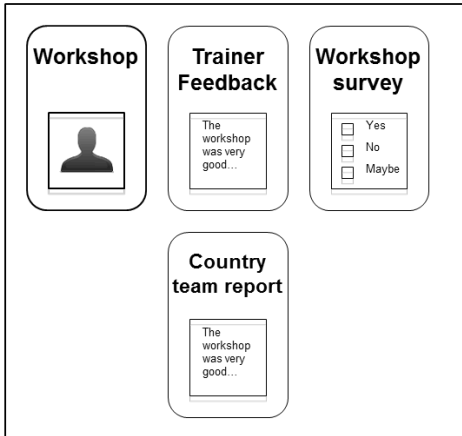 Workshop
Trainer
Feedback
The
workshop
was very
good...
Workshop
survey
Yes
No
Maybe
Country
team report
The
workshop
was very
good...